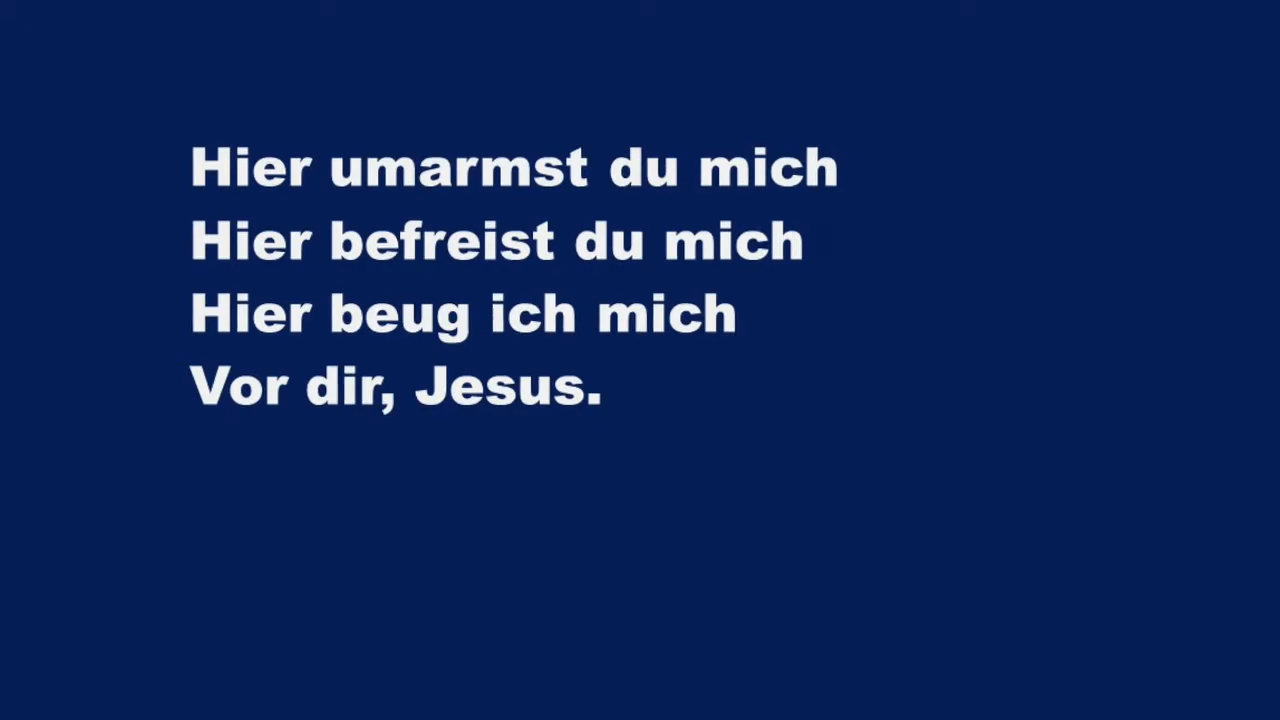 Hier umarmst du mich
Hier befreist du mich
Hier beug ich mich
Vor dir, Jesus.